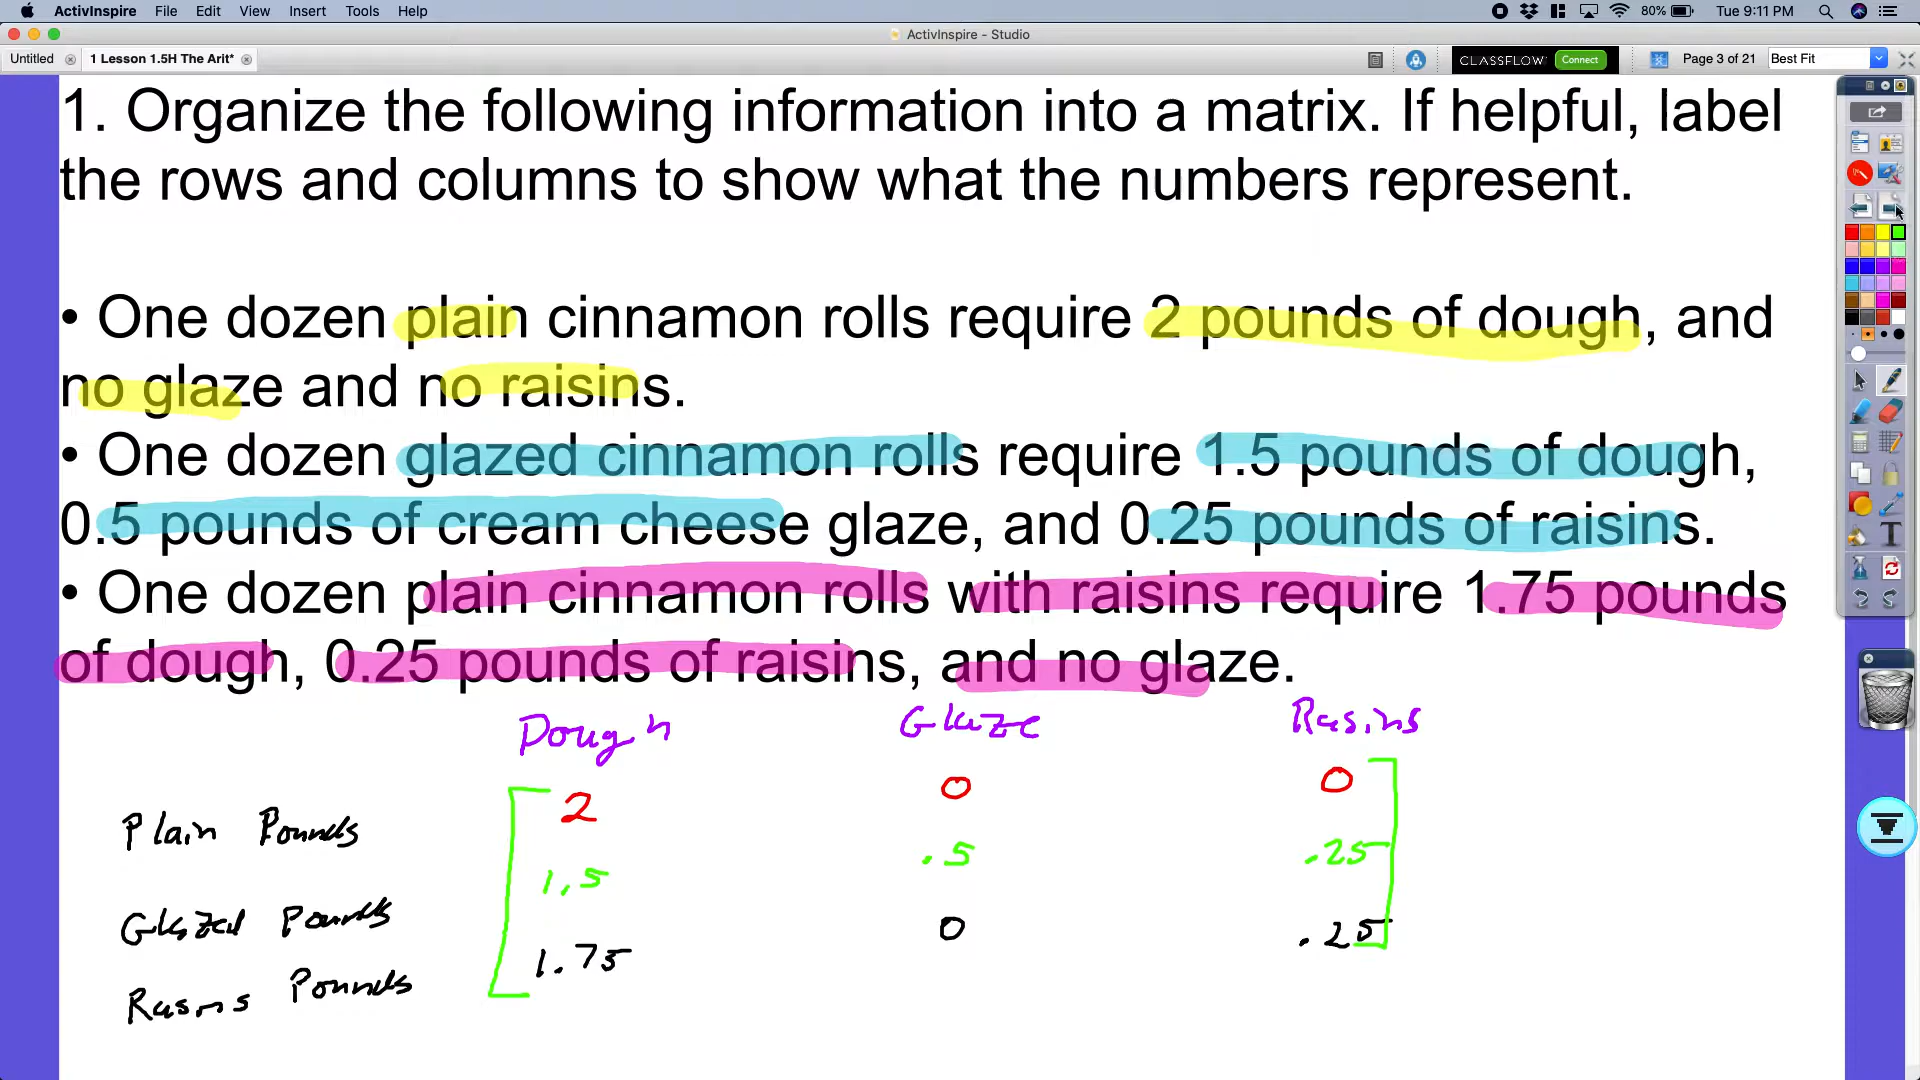 ActivInspire File Edit View Insert Tools Help 80% Tue 9:11 PM
ActivInspire - Studio
Untitled 1 Lesson 1.5H The Arit* CLASSFLOW Connect Page 3 of 21 Best Fit
1. Organize the following information into a matrix. If helpful, label
the rows and columns to show what the numbers represent.
• One dozen plain cinnamon rolls require 2 pounds of dough, and
no glaze and no raisins.
• One dozen glazed cinnamon rolls require 1.5 pounds of dough,
0.5 pounds of cream cheese glaze, and 0.25 pounds of raisins.
• One dozen plain cinnamon rolls with raisins require 1.75 pounds
of dough, 0.25 pounds of raisins, and no glaze.
Dough Glaze Rasins
Plain Pounds 2 0 0
Glazed Pounds 1.5 .5 .25
Rasins Pounds 1.75 0 .25